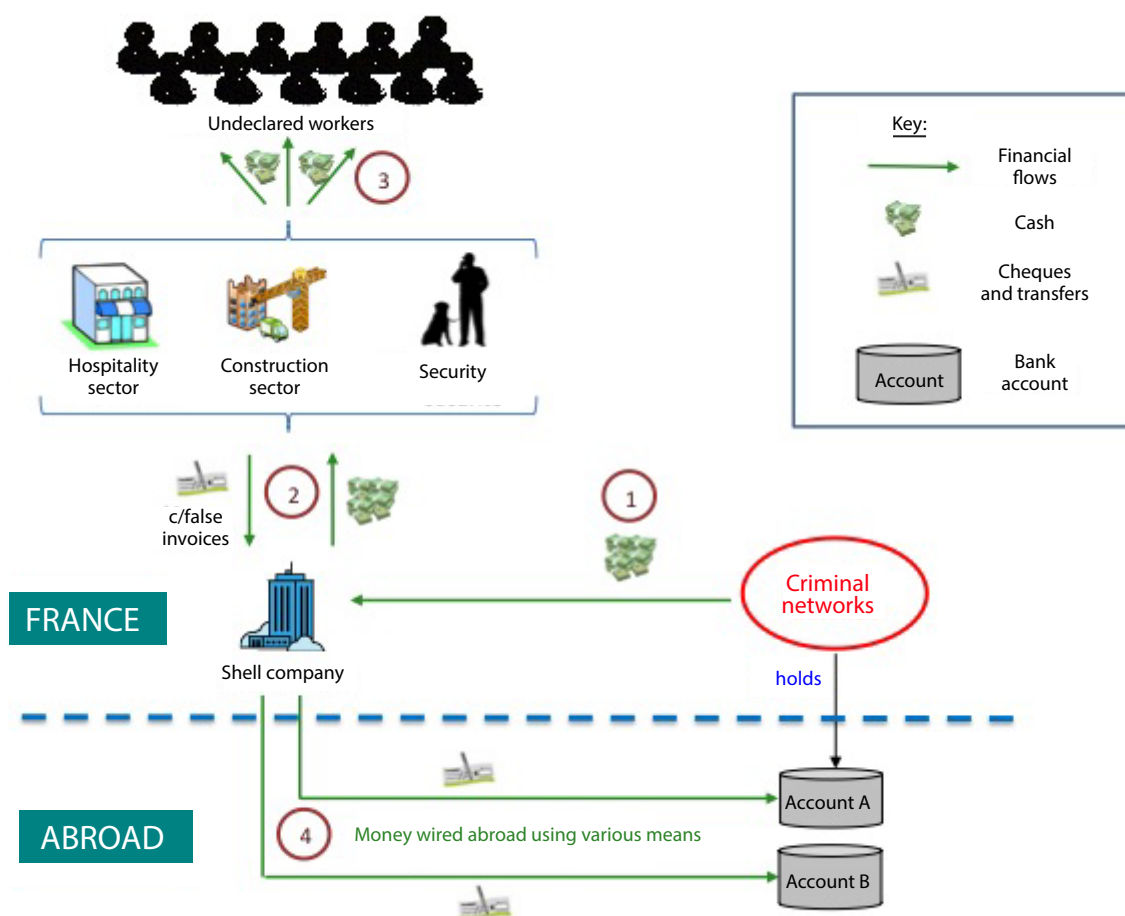 Undeclared workers
3
Key:
Financial
flows
Cash
Cheques
and transfers
Account
Bank
account
Hospitality
sector
Construction
sector
Security
2
c/false
invoices
1
Criminal
networks
FRANCE
Shell company
holds
Account A
4
Money wired abroad using various means
ABROAD
Account B